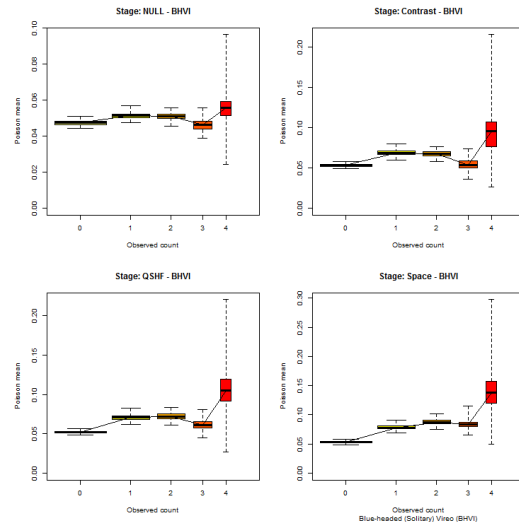 Stage: NULL - BHVI
Poisson mean
0.00 0.02 0.04 0.06 0.08 0.10
0 1 2 3 4
Observed count
Stage: Contrast - BHVI
Poisson mean
0.00 0.05 0.10 0.15 0.20
0 1 2 3 4
Observed count
Stage: QSHF - BHVI
Poisson mean
0.00 0.05 0.10 0.15 0.20
0 1 2 3 4
Observed count
Stage: Space - BHVI
Poisson mean
0.00 0.05 0.10 0.15 0.20 0.25 0.30
0 1 2 3 4
Observed count
Blue-headed (Solitary) Vireo (BHVI)